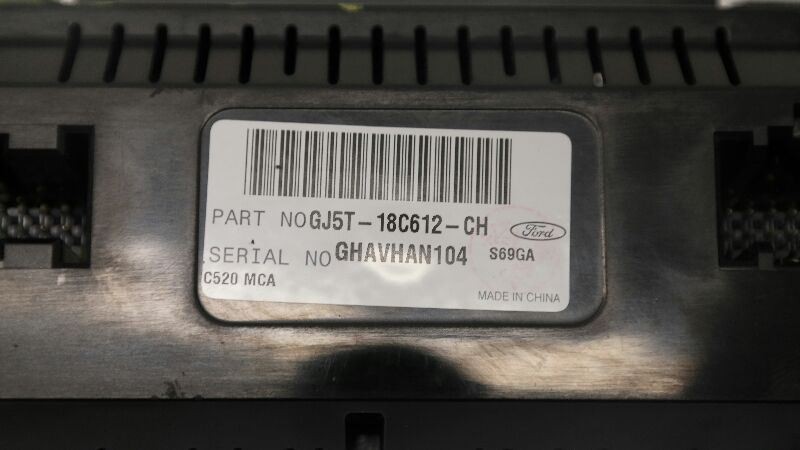 PART NO GJ5T-18C612-CH Ford
SERIAL NO GHAVHAN104 S69GA
C520 MCA
MADE IN CHINA